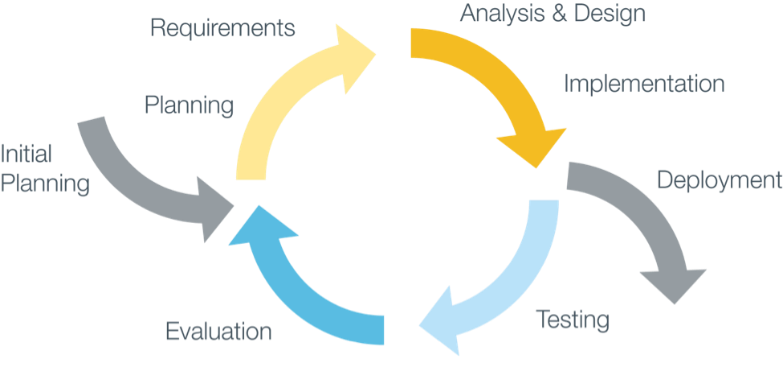 Requirements
Analysis & Design
Planning
Implementation
Initial
Planning
Deployment
Evaluation
Testing